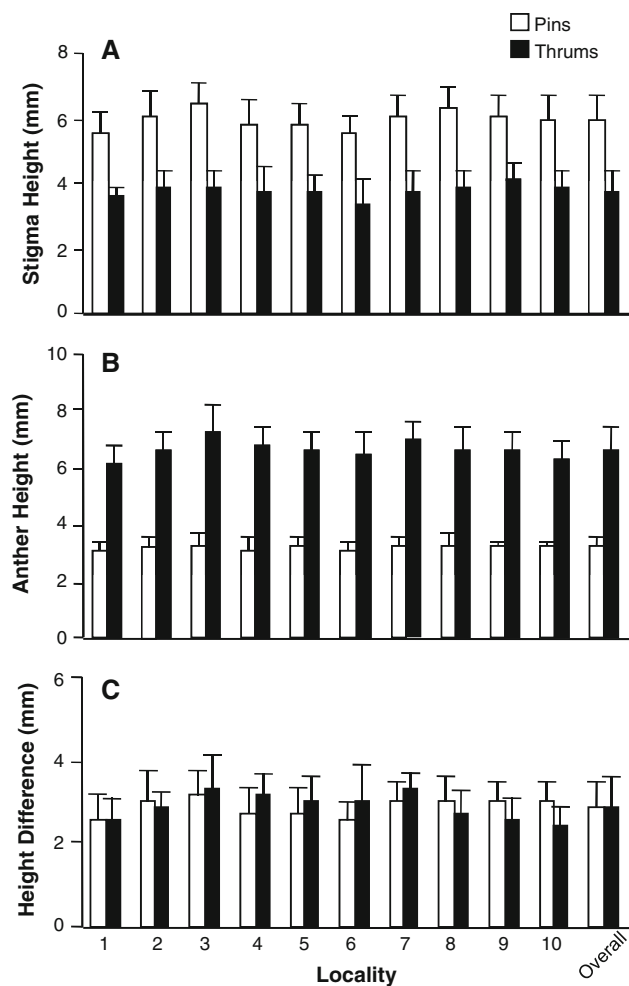 Pins
Thrums
A
Stigma Height (mm)
8
6
4
2
0
B
Anther Height (mm)
10
8
6
4
2
0
C
Height Difference (mm)
6
4
2
0
1 2 3 4 5 6 7 8 9 10 Overall
Locality